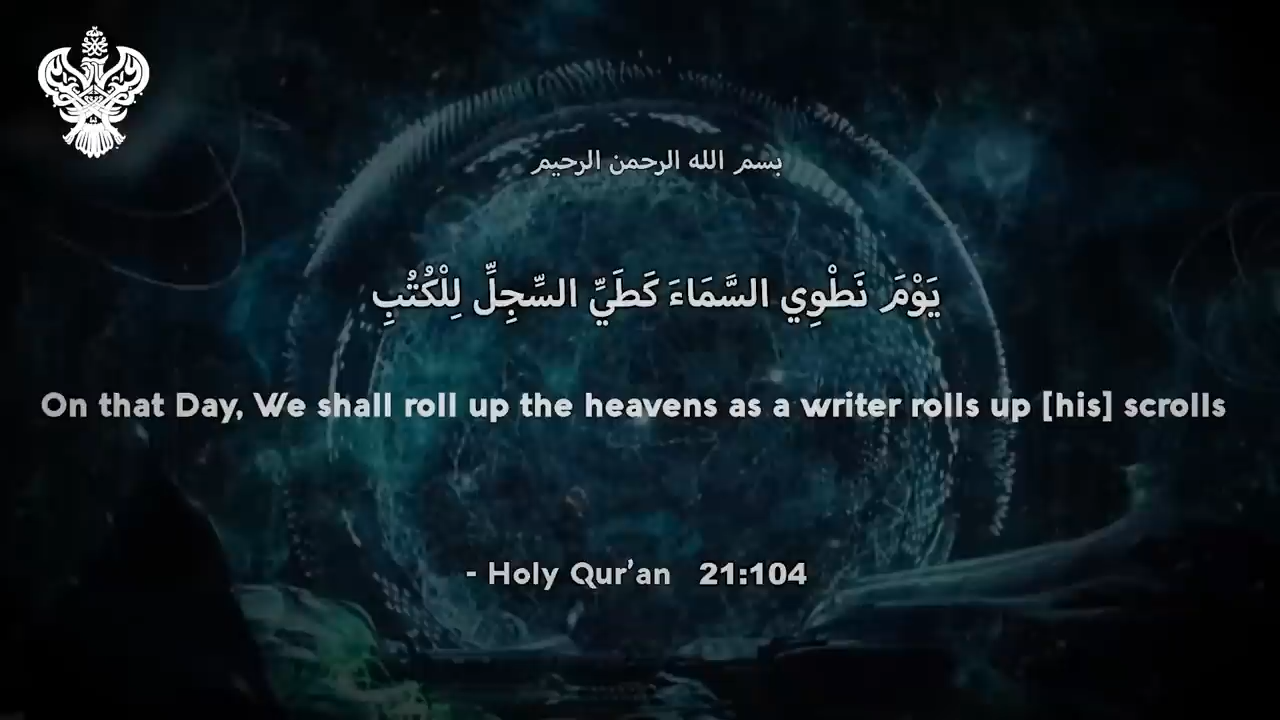 بسم الله الرحمن الرحيم
يَوْمَ نَطْوِي السَّمَاءَ كَطَيِّ السِّجِلِّ لِلْكُتُبِ
On that Day, We shall roll up the heavens as a writer rolls up [his] scrolls
- Holy Qur'an 21:104